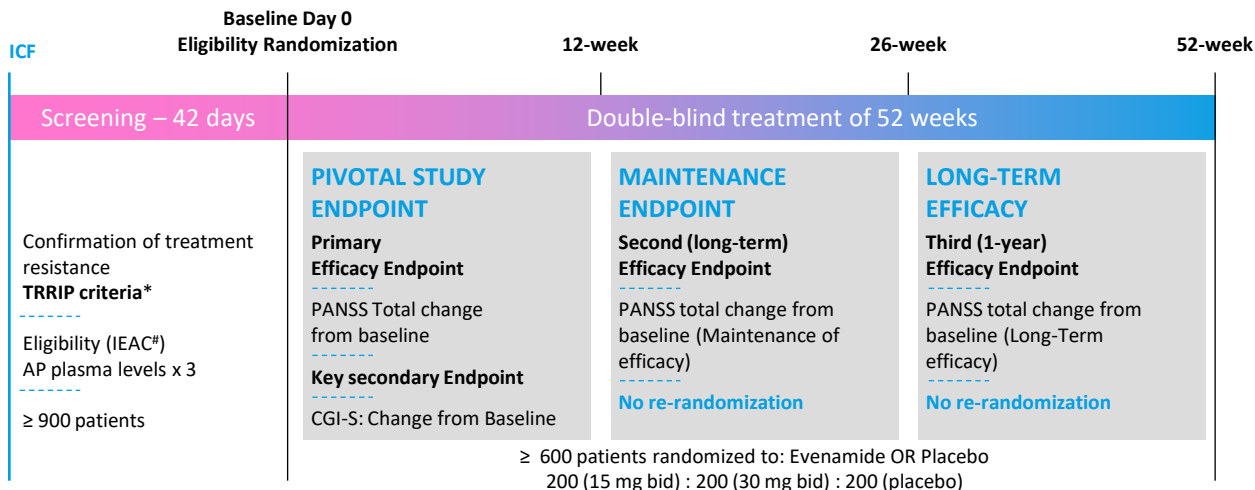 Baseline Day 0
Eligibility Randomization
ICF
12-week
26-week
52-week
Screening – 42 days
Double-blind treatment of 52 weeks
Confirmation of treatment
resistance
TRRIP criteria*
Eligibility (IEAC#)
AP plasma levels x 3
≥ 900 patients
PIVOTAL STUDY
ENDPOINT
Primary
Efficacy Endpoint
PANSS Total change
from baseline
Key secondary Endpoint
CGI-S: Change from Baseline
MAINTENANCE
ENDPOINT
Second (long-term)
Efficacy Endpoint
PANSS total change from
baseline (Maintenance of
efficacy)
No re-randomization
LONG-TERM
EFFICACY
Third (1-year)
Efficacy Endpoint
PANSS total change from
baseline (Long-Term
efficacy)
No re-randomization
≥ 600 patients randomized to: Evenamide OR Placebo
200 (15 mg bid) : 200 (30 mg bid) : 200 (placebo)